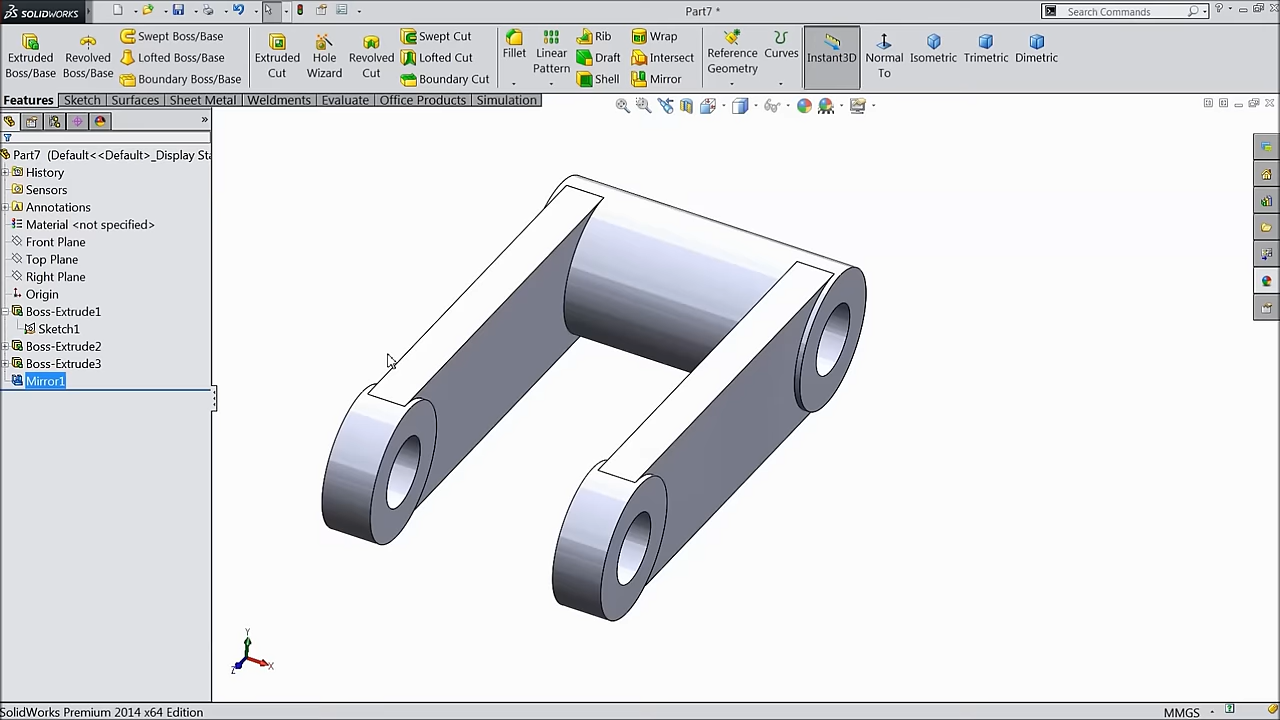 SOLIDWORKS
Part7 *
Search Commands
Extruded Boss/Base
Revolved Boss/Base
Swept Boss/Base
Lofted Boss/Base
Boundary Boss/Base
Extruded Cut
Hole Wizard
Revolved Cut
Swept Cut
Lofted Cut
Boundary Cut
Fillet
Linear Pattern
Rib
Draft
Shell
Wrap
Intersect
Mirror
Reference Geometry
Curves
Instant3D
Normal To
Isometric
Trimetric
Dimetric
Features Sketch Surfaces Sheet Metal Weldments Evaluate Office Products Simulation
Part7 (Default<<Default>_Display Sta
History
Sensors
Annotations
Material <not specified>
Front Plane
Top Plane
Right Plane
Origin
Boss-Extrude1
Sketch1
Boss-Extrude2
Boss-Extrude3
Mirror1
Y
X
Z
SolidWorks Premium 2014 x64 Edition
MMGS